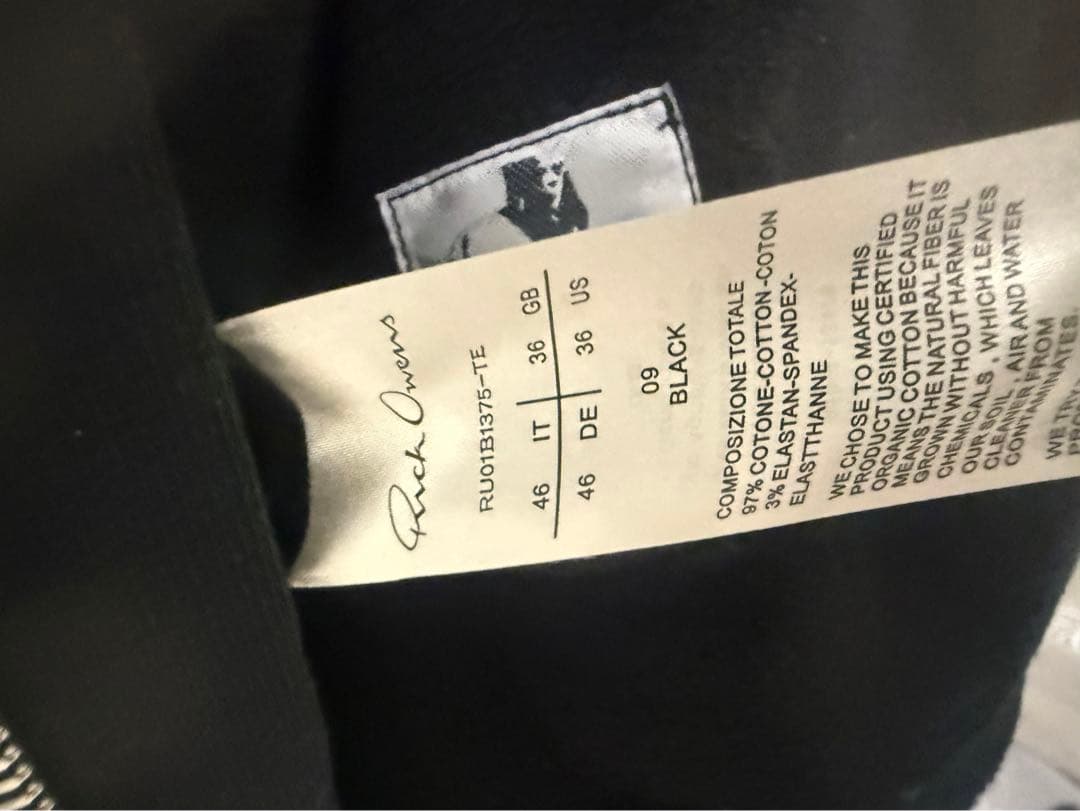 Rick Owens
RU01B1375-TE
46 IT 36 GB
46 DE 36 US
09
BLACK
COMPOSIZIONE TOTALE
97% COTONE-COTTON-COTON
3% ELASTAN-SPANDEX-
ELASTTHANNE
WE CHOSE TO MAKE THIS
PRODUCT USING CERTIFIED
ORGANIC COTTON BECAUSE IT
MEANS THE NATURAL FIBER IS
GROWN WITHOUT HARMFUL
CHEMICALS , WHICH LEAVES
OUR SOIL , AIR AND WATER
CLEANER FROM
CONTAMINATES.
WE TRY